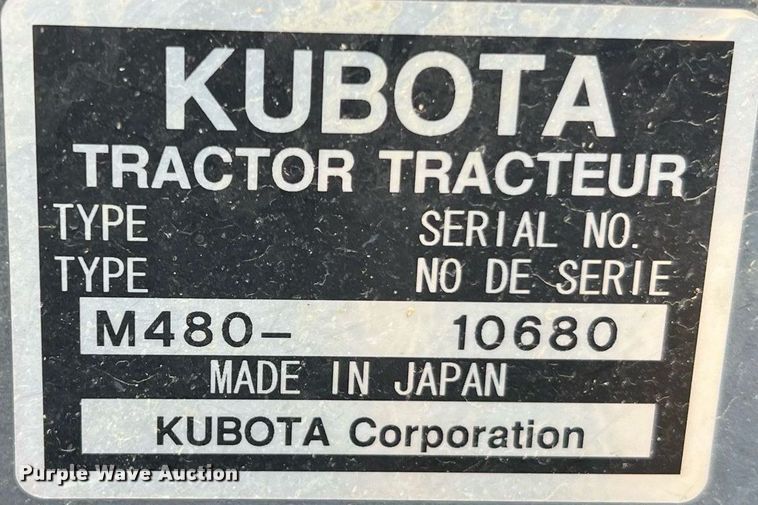 KUBOTA
TRACTOR TRACTEUR
TYPE SERIAL NO.
TYPE NO DE SERIE
M480- 10680
MADE IN JAPAN
KUBOTA Corporation
Purple Wave Auction